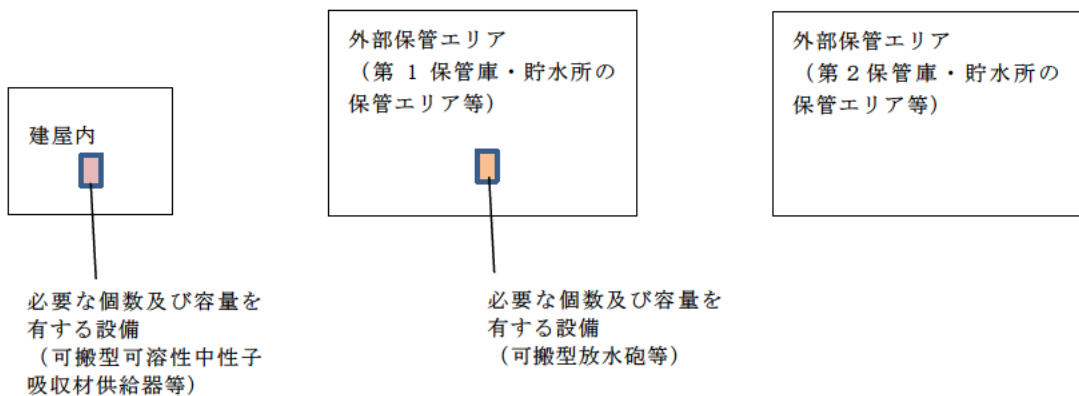 建屋内
外部保管エリア
（第 1 保管庫・貯水所の
保管エリア等）
外部保管エリア
（第２保管庫・貯水所の
保管エリア等）
必要な個数及び容量を
有する設備
（可搬型可溶性中性子
吸収材供給器等）
必要な個数及び容量を
有する設備
（可搬型放水砲等）